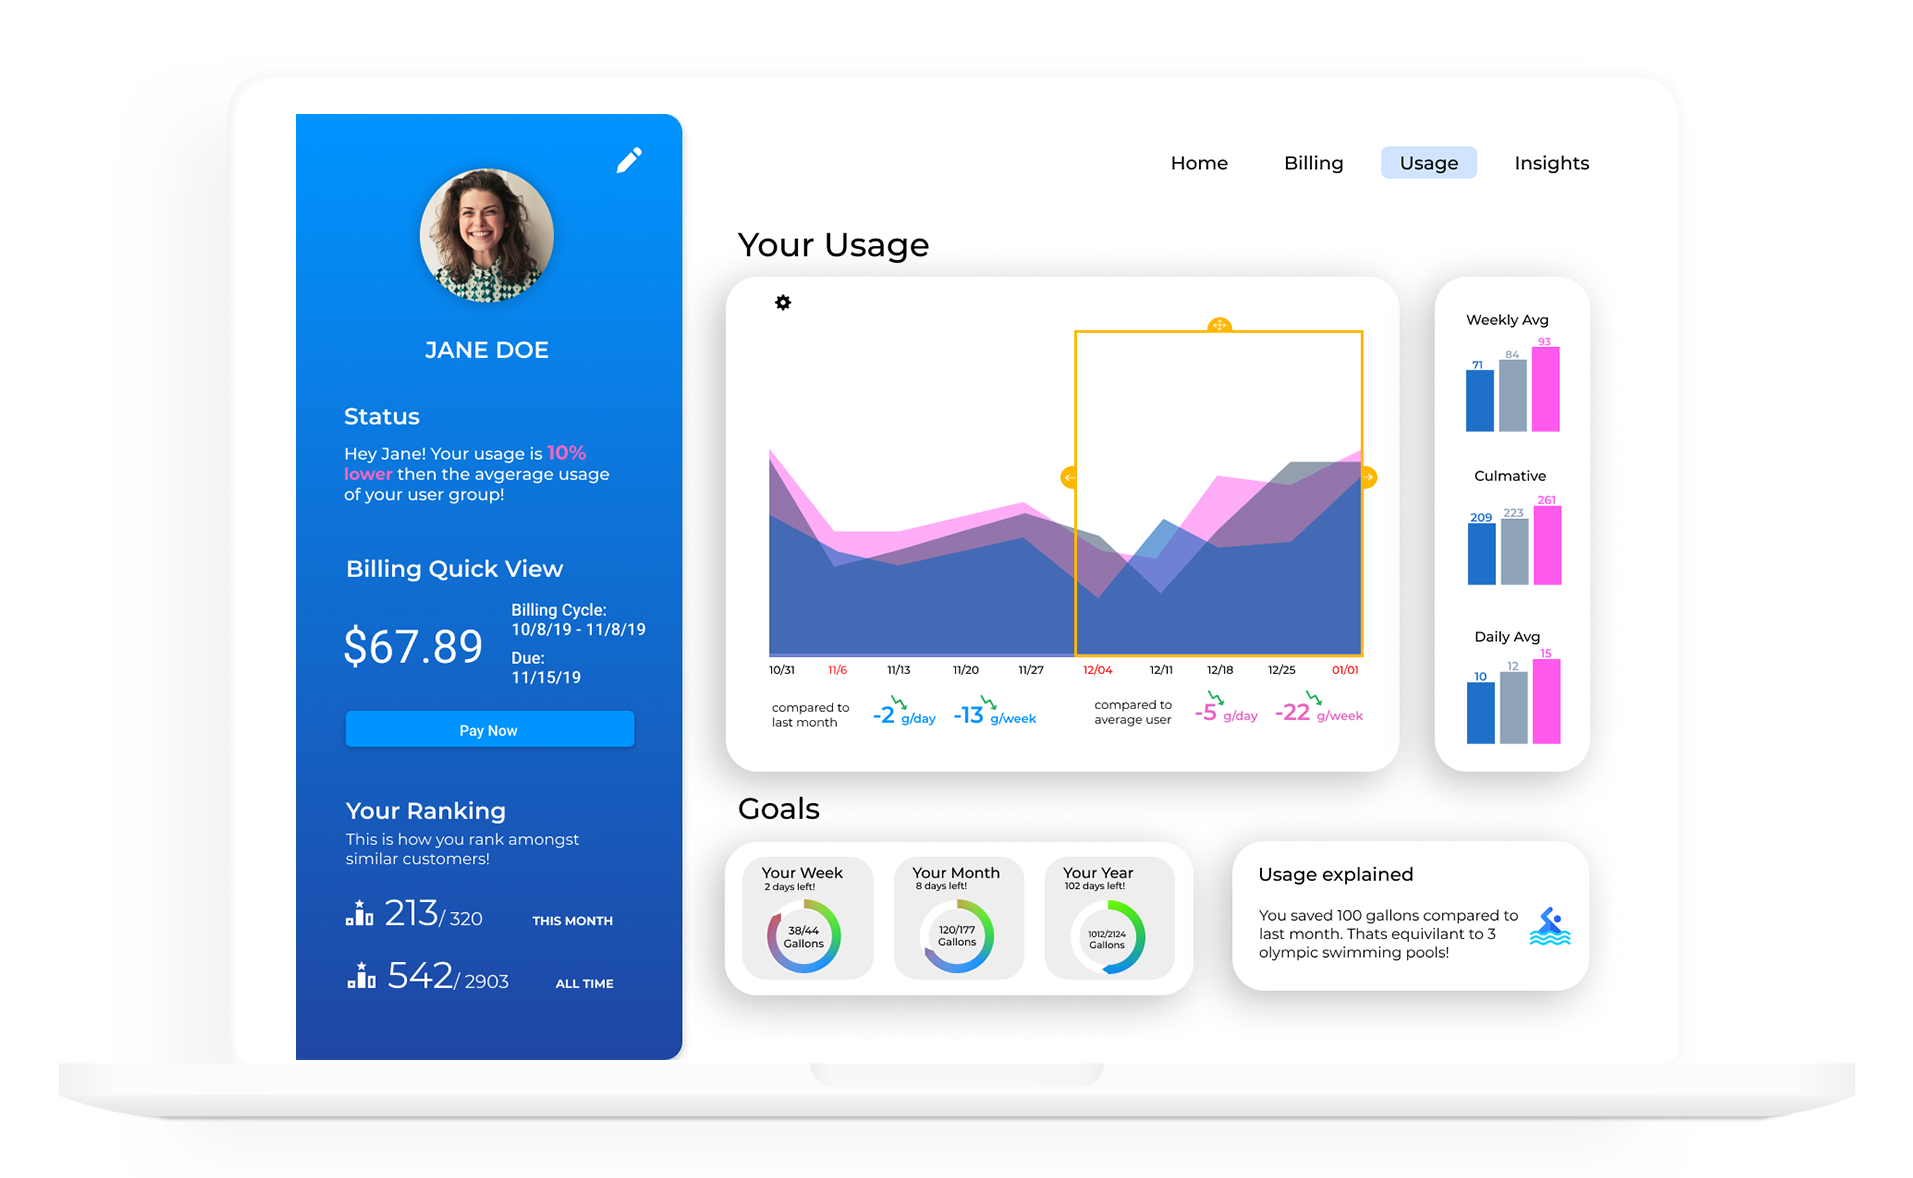 Home
Billing
Usage
Insights
JANE DOE
Status
Hey Jane! Your usage is 10%
lower then the avgerage usage
of your user group!
Billing Quick View
$67.89
Billing Cycle:
10/8/19 - 11/8/19
Due:
11/15/19
Pay Now
Your Ranking
This is how you rank amongst
similar customers!
213/ 320
THIS MONTH
542/ 2903
ALL TIME
Your Usage
10/31
11/6
11/13
11/20
11/27
12/04
12/11
12/18
12/25
01/01
compared to
last month
-2 g/day
-13 g/week
compared to
average user
-5 g/day
-22 g/week
Weekly Avg
71
84
93
Culmative
209
223
261
Daily Avg
10
12
15
Goals
Your Week
2 days left!
38/44
Gallons
Your Month
8 days left!
120/177
Gallons
Your Year
102 days left!
1012/2124
Gallons
Usage explained
You saved 100 gallons compared to
last month. Thats equivilant to 3
olympic swimming pools!